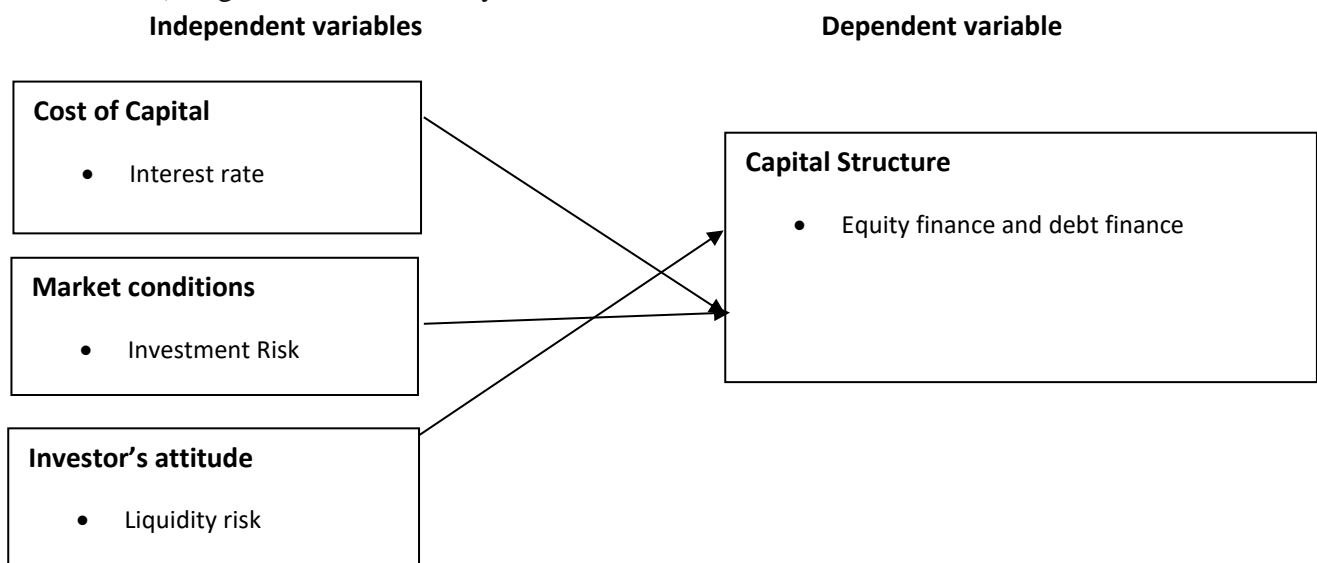 Independent variables
Dependent variable
Cost of Capital
• Interest rate
Market conditions
• Investment Risk
Investor’s attitude
• Liquidity risk
Capital Structure
• Equity finance and debt finance